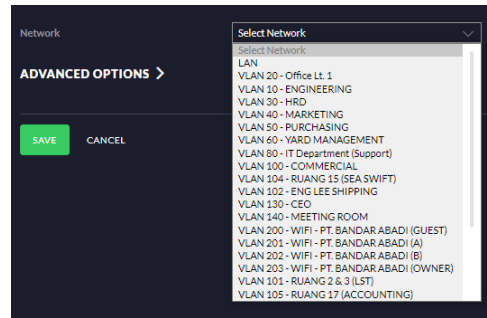 Network
Select Network
Select Network
LAN
VLAN 20 - Office Lt. 1
VLAN 10 - ENGINEERING
VLAN 30 - HRD
VLAN 40 - MARKETING
VLAN 50 - PURCHASING
VLAN 60 - YARD MANAGEMENT
VLAN 80 - IT Department (Support)
VLAN 100 - COMMERCIAL
VLAN 104 - RUANG 15 (SEA SWIFT)
VLAN 102 - ENG LEE SHIPPING
VLAN 130 - CEO
VLAN 140 - MEETING ROOM
VLAN 200 - WIFI - PT. BANDAR ABADI (GUEST)
VLAN 201 - WIFI - PT. BANDAR ABADI (A)
VLAN 202 - WIFI - PT. BANDAR ABADI (B)
VLAN 203 - WIFI - PT. BANDAR ABADI (OWNER)
VLAN 101 - RUANG 2 & 3 (LST)
VLAN 105 - RUANG 17 (ACCOUNTING)
ADVANCED OPTIONS
SAVE CANCEL